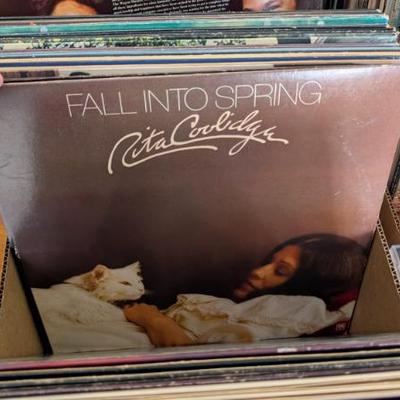 FALL INTO SPRING
Rita Coolidge